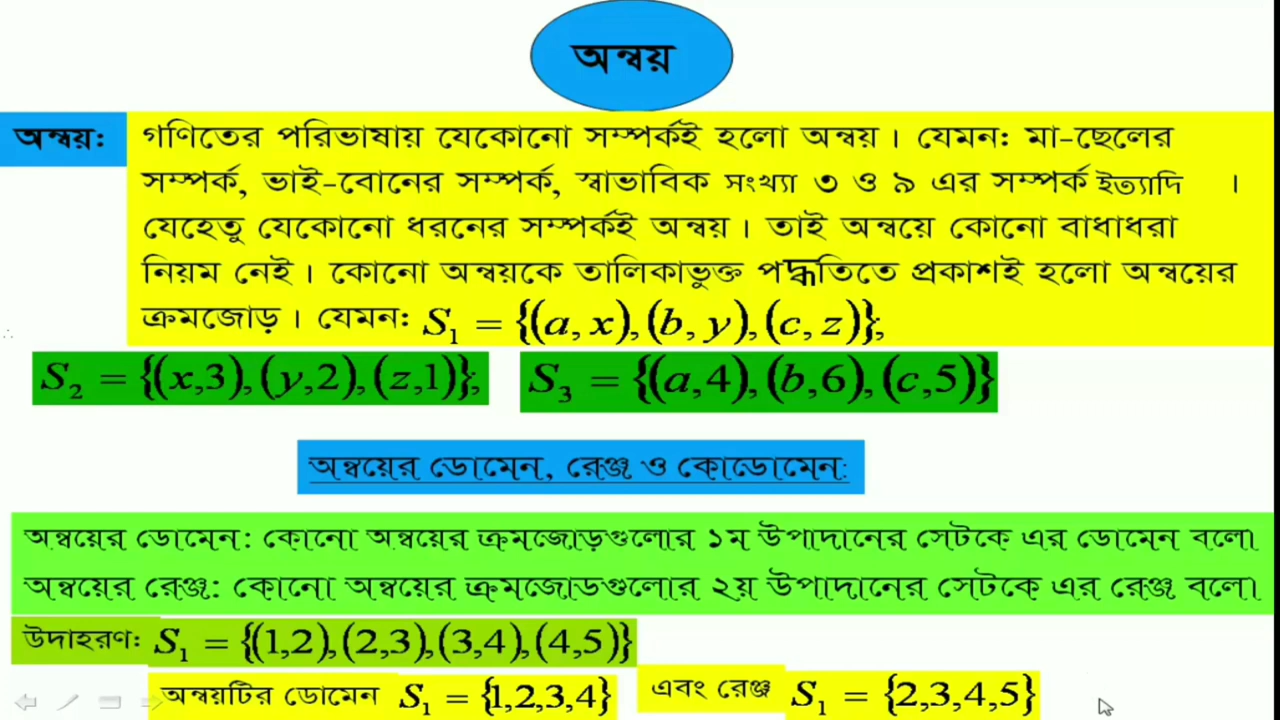 অন্বয়
অন্বয়: গণিতের পরিভাষায় যেকোনো সম্পর্কই হলো অন্বয়। যেমন: মা-ছেলের
সম্পর্ক, ভাই-বোনের সম্পর্ক, স্বাভাবিক সংখ্যা ৩ ও ৯ এর সম্পর্ক ইত্যাদি ।
যেহেতু যেকোনো ধরনের সম্পর্কই অন্বয়। তাই অন্বয়ে কোনো বাধাধরা
নিয়ম নেই। কোনো অন্বয়কে তালিকাভুক্ত পদ্ধতিতে প্রকাশই হলো অন্বয়ের
ক্রমজোড়। যেমন: S₁ = {(a, x), (b, y), (c, z)};
S₂ = {(x,3), (y,2), (z,1)}; S₃ = {(a,4), (b,6), (c,5)}
অন্বয়ের ডোমেন, রেঞ্জ ও কোডোমেন:
অন্বয়ের ডোমেন: কোনো অন্বয়ের ক্রমজোড়গুলোর ১ম উপাদানের সেটকে এর ডোমেন বলে৷
অন্বয়ের রেঞ্জ: কোনো অন্বয়ের ক্রমজোডগুলোর ২য় উপাদানের সেটকে এর রেঞ্জ বলে৷
উদাহরণ: S₁ = {(1,2), (2,3), (3,4), (4,5)}
অন্বয়টির ডোমেন S₁ = {1,2,3,4} এবং রেঞ্জ S₁ = {2,3,4,5}